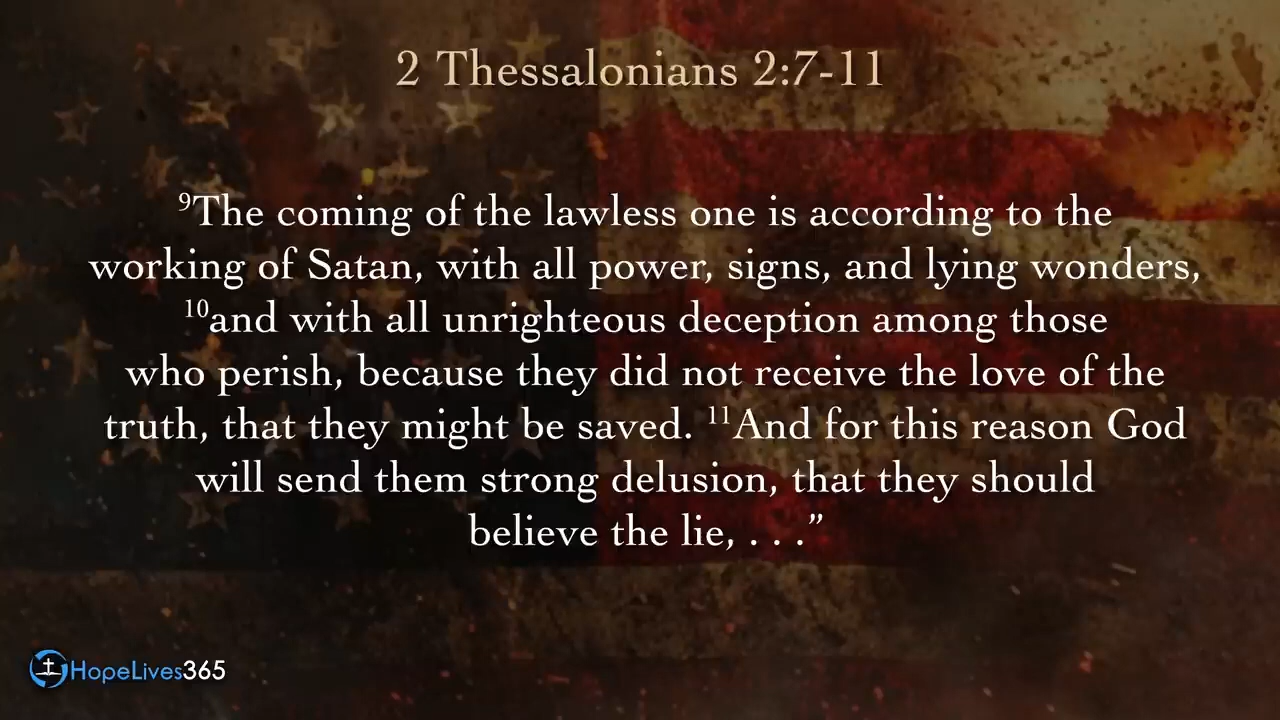 2 Thessalonians 2:7-11
⁹The coming of the lawless one is according to the
working of Satan, with all power, signs, and lying wonders,
¹⁰and with all unrighteous deception among those
who perish, because they did not receive the love of the
truth, that they might be saved. ¹¹And for this reason God
will send them strong delusion, that they should
believe the lie, . . .”
HopeLives365